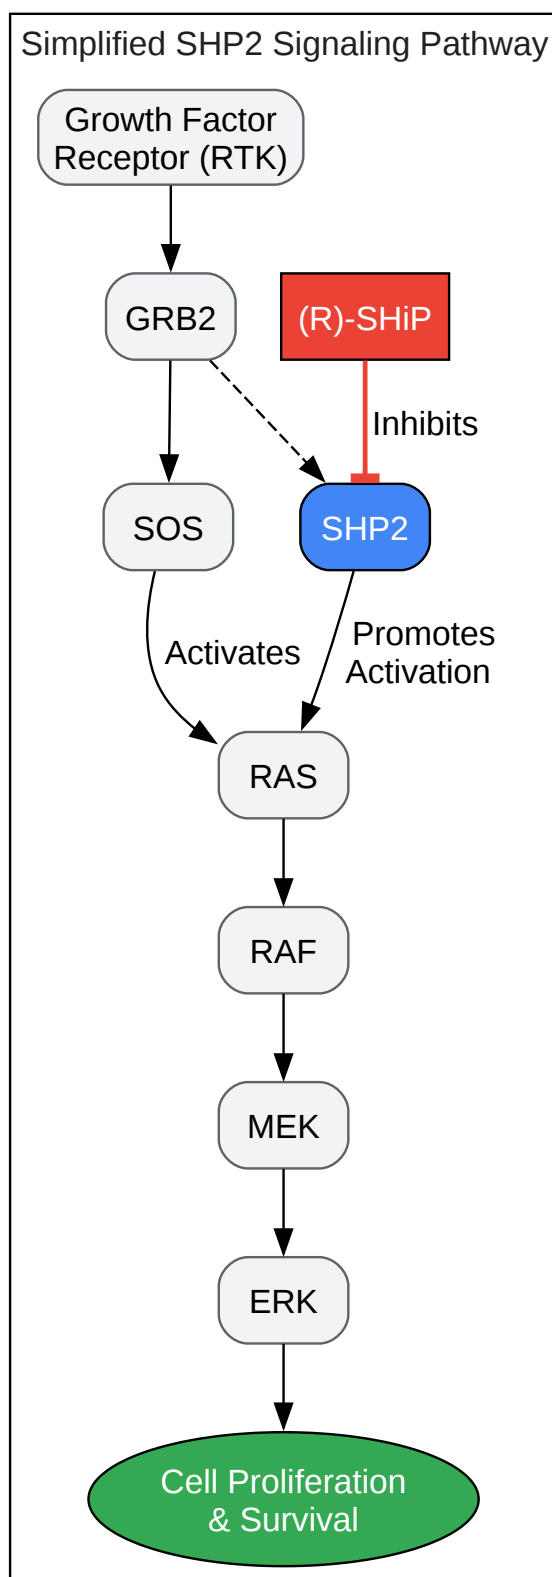 Simplified SHP2 Signaling Pathway
Growth Factor
Receptor (RTK)
GRB2
(R)-SHiP
Inhibits
SOS
SHP2
Activates
Promotes
Activation
RAS
RAF
MEK
ERK
Cell Proliferation
& Survival